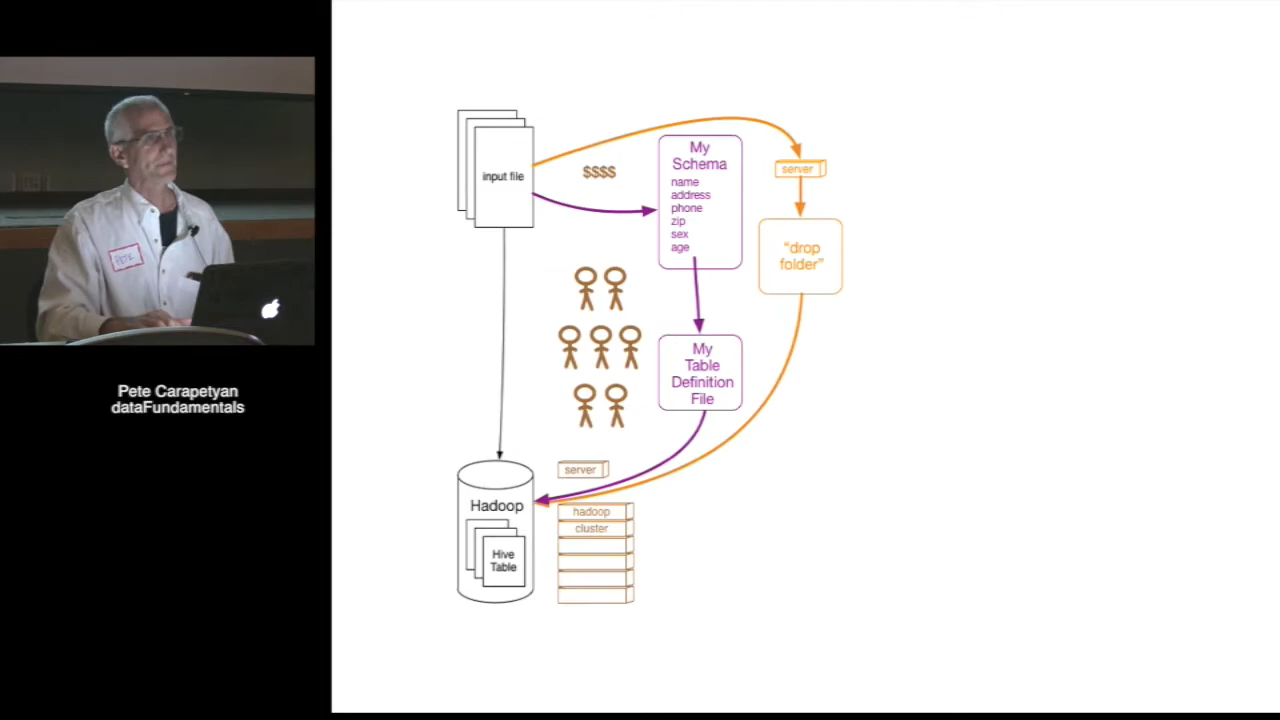 PETE
Pete Carapetyan
dataFundamentals
input file
$$$$
My
Schema
name
address
phone
zip
sex
age
server
"drop
folder"
My
Table
Definition
File
server
Hadoop
Hive
Table
hadoop
cluster